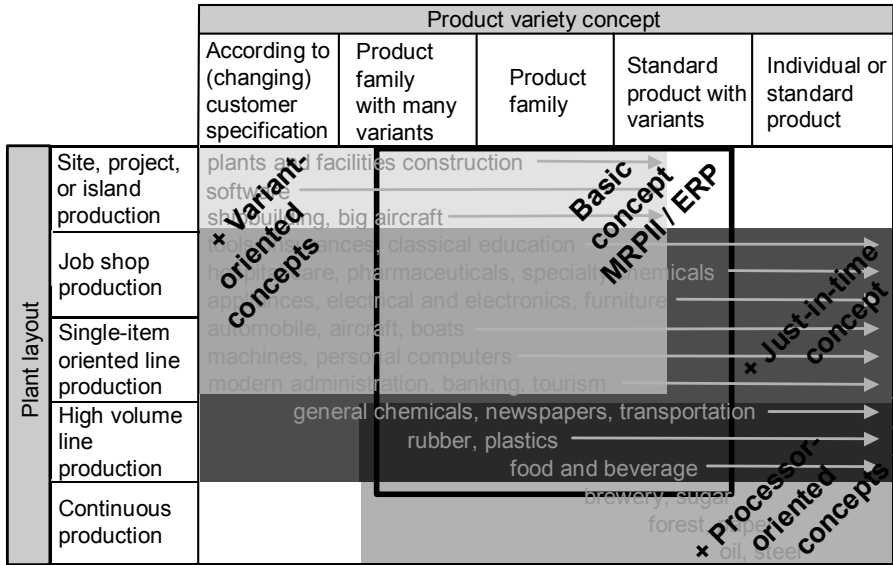 Product variety concept
According to
(changing)
customer
specification
Product
family
with many
variants
Product
family
Standard
product with
variants
Individual or
standard
product
Plant layout
Site, project,
or island
production
Job shop
production
Single-item
oriented line
production
High volume
line
production
Continuous
production
plants and facilities construction
software
shipbuilding, big aircraft
tools, classical education
care, pharmaceuticals, specialty chemicals
appliances, electrical and electronics, furniture
automobile, aircraft, boats
machines, personal computers
modern administration, banking, tourism
general chemicals, newspapers, transportation
rubber, plastics
food and beverage
brewery, sugar
forest, paper
oil, steel
+ Variant-
oriented
concepts
Basic
concept
MRPII / ERP
+ Just-in-time
concept
+ Processor-
oriented
concepts